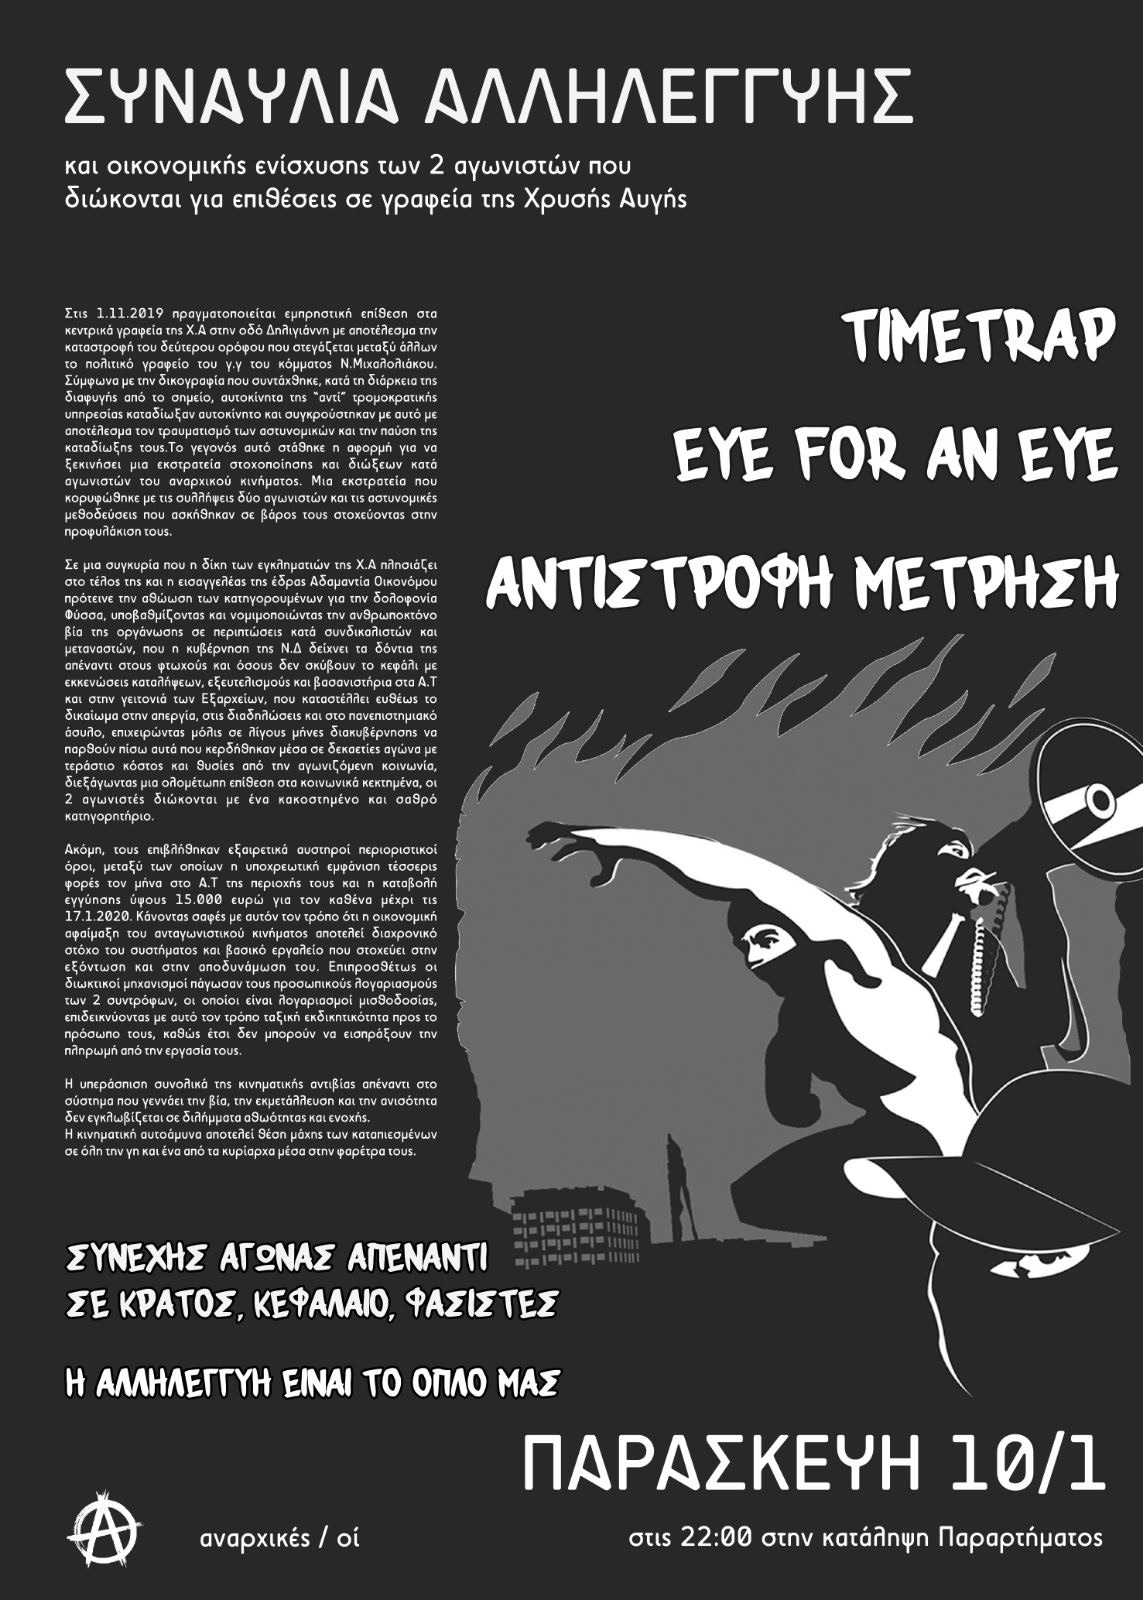 ΣΥΝΑΥΛΙΑ ΑΛΛΗΛΕΓΓΥΗΣ
και οικονομικής ενίσχυσης των 2 αγωνιστών που
διώκονται για επιθέσεις σε γραφεία της Χρυσής Αυγής
Στις 1.11.2019 πραγματοποιείται εμπρηστική επίθεση στα
κεντρικά γραφεία της Χ.Α στην οδό Δηλιγιάννη με αποτέλεσμα την
καταστροφή του δεύτερου ορόφου που στεγάζεται μεταξύ άλλων
το πολιτικό γραφείο του γ.γ του κόμματος Ν.Μιχαλολιάκου.
Σύμφωνα με την δικογραφία που συντάχθηκε, κατά τη διάρκεια της
διαφυγής από το σημείο, αυτοκίνητα της “αντί” τρομοκρατικής
υπηρεσίας καταδίωξαν αυτοκίνητο και συγκρούστηκαν με αυτό με
αποτέλεσμα τον τραυματισμό των αστυνομικών και την παύση της
καταδίωξης τους.Το γεγονός αυτό στάθηκε η αφορμή για να
ξεκινήσει μια εκστρατεία στοχοποίησης και διώξεων κατά
αγωνιστών του αναρχικού κινήματος. Μια εκστρατεία που
κορυφώθηκε με τις συλλήψεις δύο αγωνιστών και τις αστυνομικές
μεθοδεύσεις που ασκήθηκαν σε βάρος τους στοχεύοντας στην
προφυλάκιση τους.
Σε μια συγκυρία που η δίκη των εγκληματιών της Χ.Α πλησιάζει
στο τέλος της και η εισαγγελέας της έδρας Αδαμαντία Οικονόμου
πρότεινε την αθώωση των κατηγορουμένων για την δολοφονία
Φύσσα, υποβαθμίζοντας και νομιμοποιώντας την ανθρωποκτόνο
βία της οργάνωσης σε περιπτώσεις κατά συνδικαλιστών και
μεταναστών, που η κυβέρνηση της Ν.Δ δείχνει τα δόντια της
απέναντι στους φτωχούς και όσους δεν σκύβουν το κεφάλι με
εκκενώσεις καταλήψεων, εξευτελισμούς και βασανιστήρια στα Α.Τ
και στην γειτονιά των Εξαρχείων, που καταστέλλει ευθέως το
δικαίωμα στην απεργία, στις διαδηλώσεις και στο πανεπιστημιακό
άσυλο, επιχειρώντας μόλις σε λίγους μήνες διακυβέρνησης να
παρθούν πίσω αυτά που κερδήθηκαν μέσα σε δεκαετίες αγώνα με
τεράστιο κόστος και θυσίες από την αγωνιζόμενη κοινωνία,
διεξάγωντας μια ολομέτωπη επίθεση στα κοινωνικά κεκτημένα, οι
2 αγωνιστές διώκονται με ένα κακοστημένο και σαθρό
κατηγορητήριο.
Ακόμη, τους επιβλήθηκαν εξαιρετικά αυστηροί περιοριστικοί
όροι, μεταξύ των οποίων η υποχρεωτική εμφάνιση τέσσερις
φορές τον μήνα στο Α.Τ της περιοχής τους και η καταβολή
εγγύησης ύψους 15.000 ευρώ για τον καθένα μέχρι τις
17.1.2020. Κάνοντας σαφές με αυτόν τον τρόπο ότι η οικονομική
αφαίμαξη του ανταγωνιστικού κινήματος αποτελεί διαχρονικό
στόχο του συστήματος και βασικό εργαλείο που στοχεύει στην
εξόντωση και στην αποδυνάμωση του. Επιπροσθέτως οι
διωκτικοί μηχανισμοί πάγωσαν τους προσωπικούς λογαριασμούς
των 2 συντρόφων, οι οποίοι είναι λογαριασμοί μισθοδοσίας,
επιδεικνύοντας με αυτό τον τρόπο ταξική εκδικητικότητα προς το
πρόσωπο τους, καθώς έτσι δεν μπορούν να εισπράξουν την
πληρωμή από την εργασία τους.
Η υπεράσπιση συνολικά της κινηματικής αντιβίας απέναντι στο
σύστημα που γεννάει την βία, την εκμετάλλευση και την ανισότητα
δεν εγκλωβίζεται σε διλήμματα αθωότητας και ενοχής.
Η κινηματική αυτοάμυνα αποτελεί θέση μάχης των καταπιεσμένων
σε όλη την γη και ένα από τα κυρίαρχα μέσα στην φαρέτρα τους.
TIMETRAP
EYE FOR AN EYE
ΑΝΤΙΣΤΡΟΦΗ ΜΕΤΡΗΣΗ
ΣΥΝΕΧΗΣ ΑΓΩΝΑΣ ΑΠΕΝΑΝΤΙ
ΣΕ ΚΡΑΤΟΣ, ΚΕΦΑΛΑΙΟ, ΦΑΣΙΣΤΕΣ
Η ΑΛΛΗΛΕΓΓΥΗ ΕΙΝΑΙ ΤΟ ΟΠΛΟ ΜΑΣ
ΠΑΡΑΣΚΕΥΗ 10/1
αναρχικές / οί
στις 22:00 στην κατάληψη Παραρτήματος